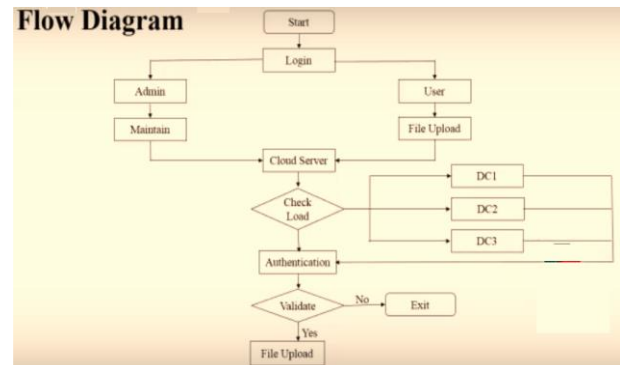 Flow Diagram
Start
Login
Admin
User
Maintain
File Upload
Cloud Server
DC1
Check
Load
DC2
DC3
Authentication
Validate
No
Exit
Yes
File Upload